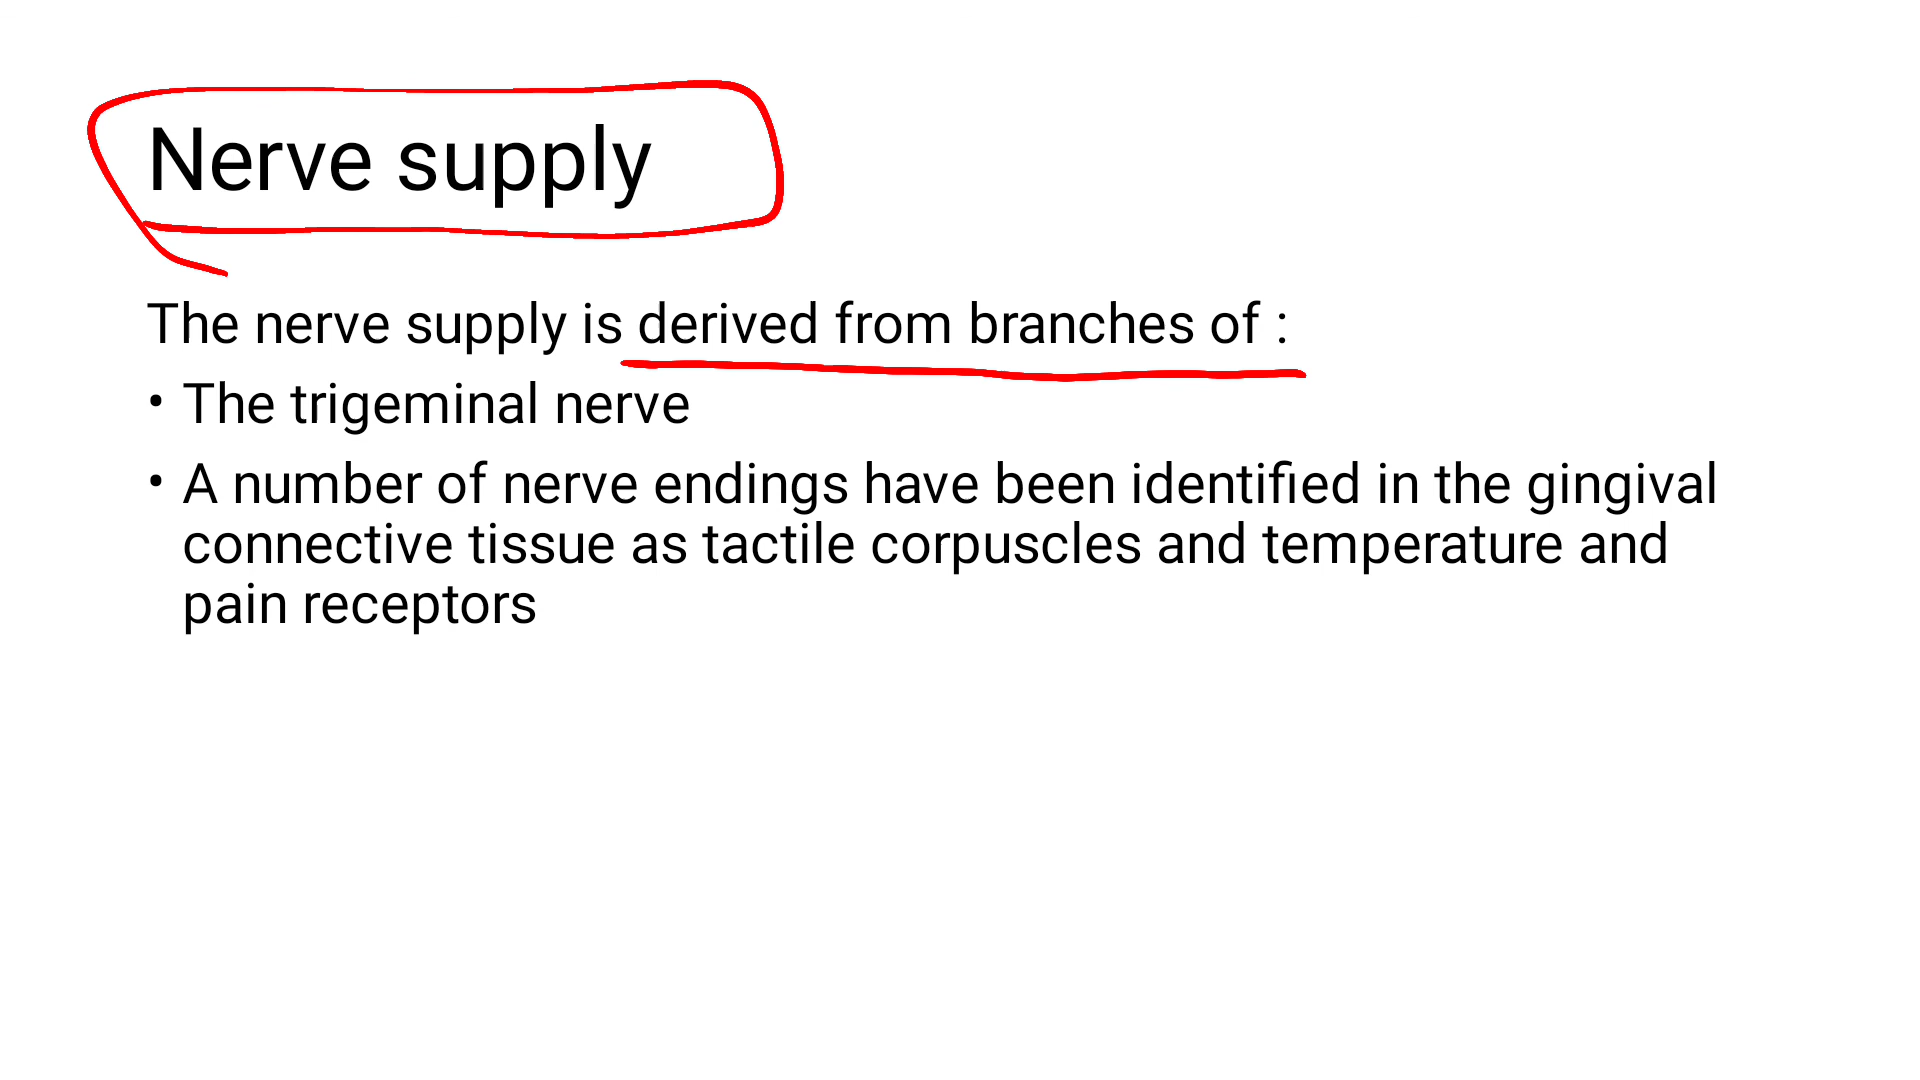 Nerve supply
The nerve supply is derived from branches of :
• The trigeminal nerve
• A number of nerve endings have been identified in the gingival
connective tissue as tactile corpuscles and temperature and
pain receptors